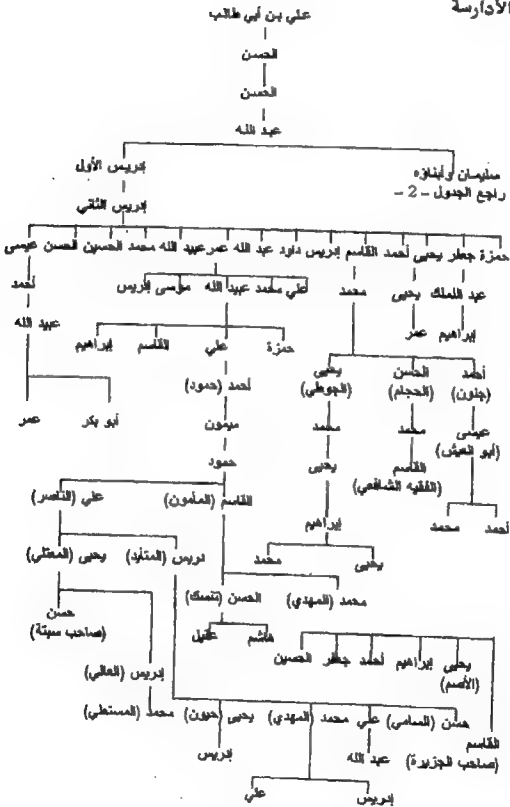 الأدارسة
علي بن أبي طالب
الحسن
الحسن
عبد الله
إدريس الأول
سليمان وأبناؤه
راجع الجدول -2-
إدريس الثاني
حمزة جعفر يحيى أحمد القاسم إدريس داود عبد الله عمر عبيد الله محمد الحسين الحسن عيسى
عبد الملك يحيى محمد علي محمد عبيد الله موسى إدريس أحمد
إبراهيم عمر عبيد الله
حمزة علي القاسم إبراهيم
أحمد الحسن يحيى
(جنون) (الحجام) (الجوطي) أحمد (حمود)
أبو بكر عمر
عيسى محمد محمد ميمون
(أبو العيش) القاسم يحيى حمود
(الفقيه الشافعي)
القاسم (المأمون) علي (الناصر)
أحمد محمد إبراهيم
يحيى محمد إدريس (المتأيد) يحيى (المعتلي)
محمد (المهدي) الحسن (تنسك) حسن
(صاحب سبتة)
هاشم عقيل
يحيى إبراهيم أحمد جعفر الحسين
(الأصم)
إدريس (العالي)
حسن (السامي) علي محمد (المهدي) يحيى (حيون) محمد (المستعلي)
القاسم
(صاحب الجزيرة) عبد الله إدريس
إدريس علي